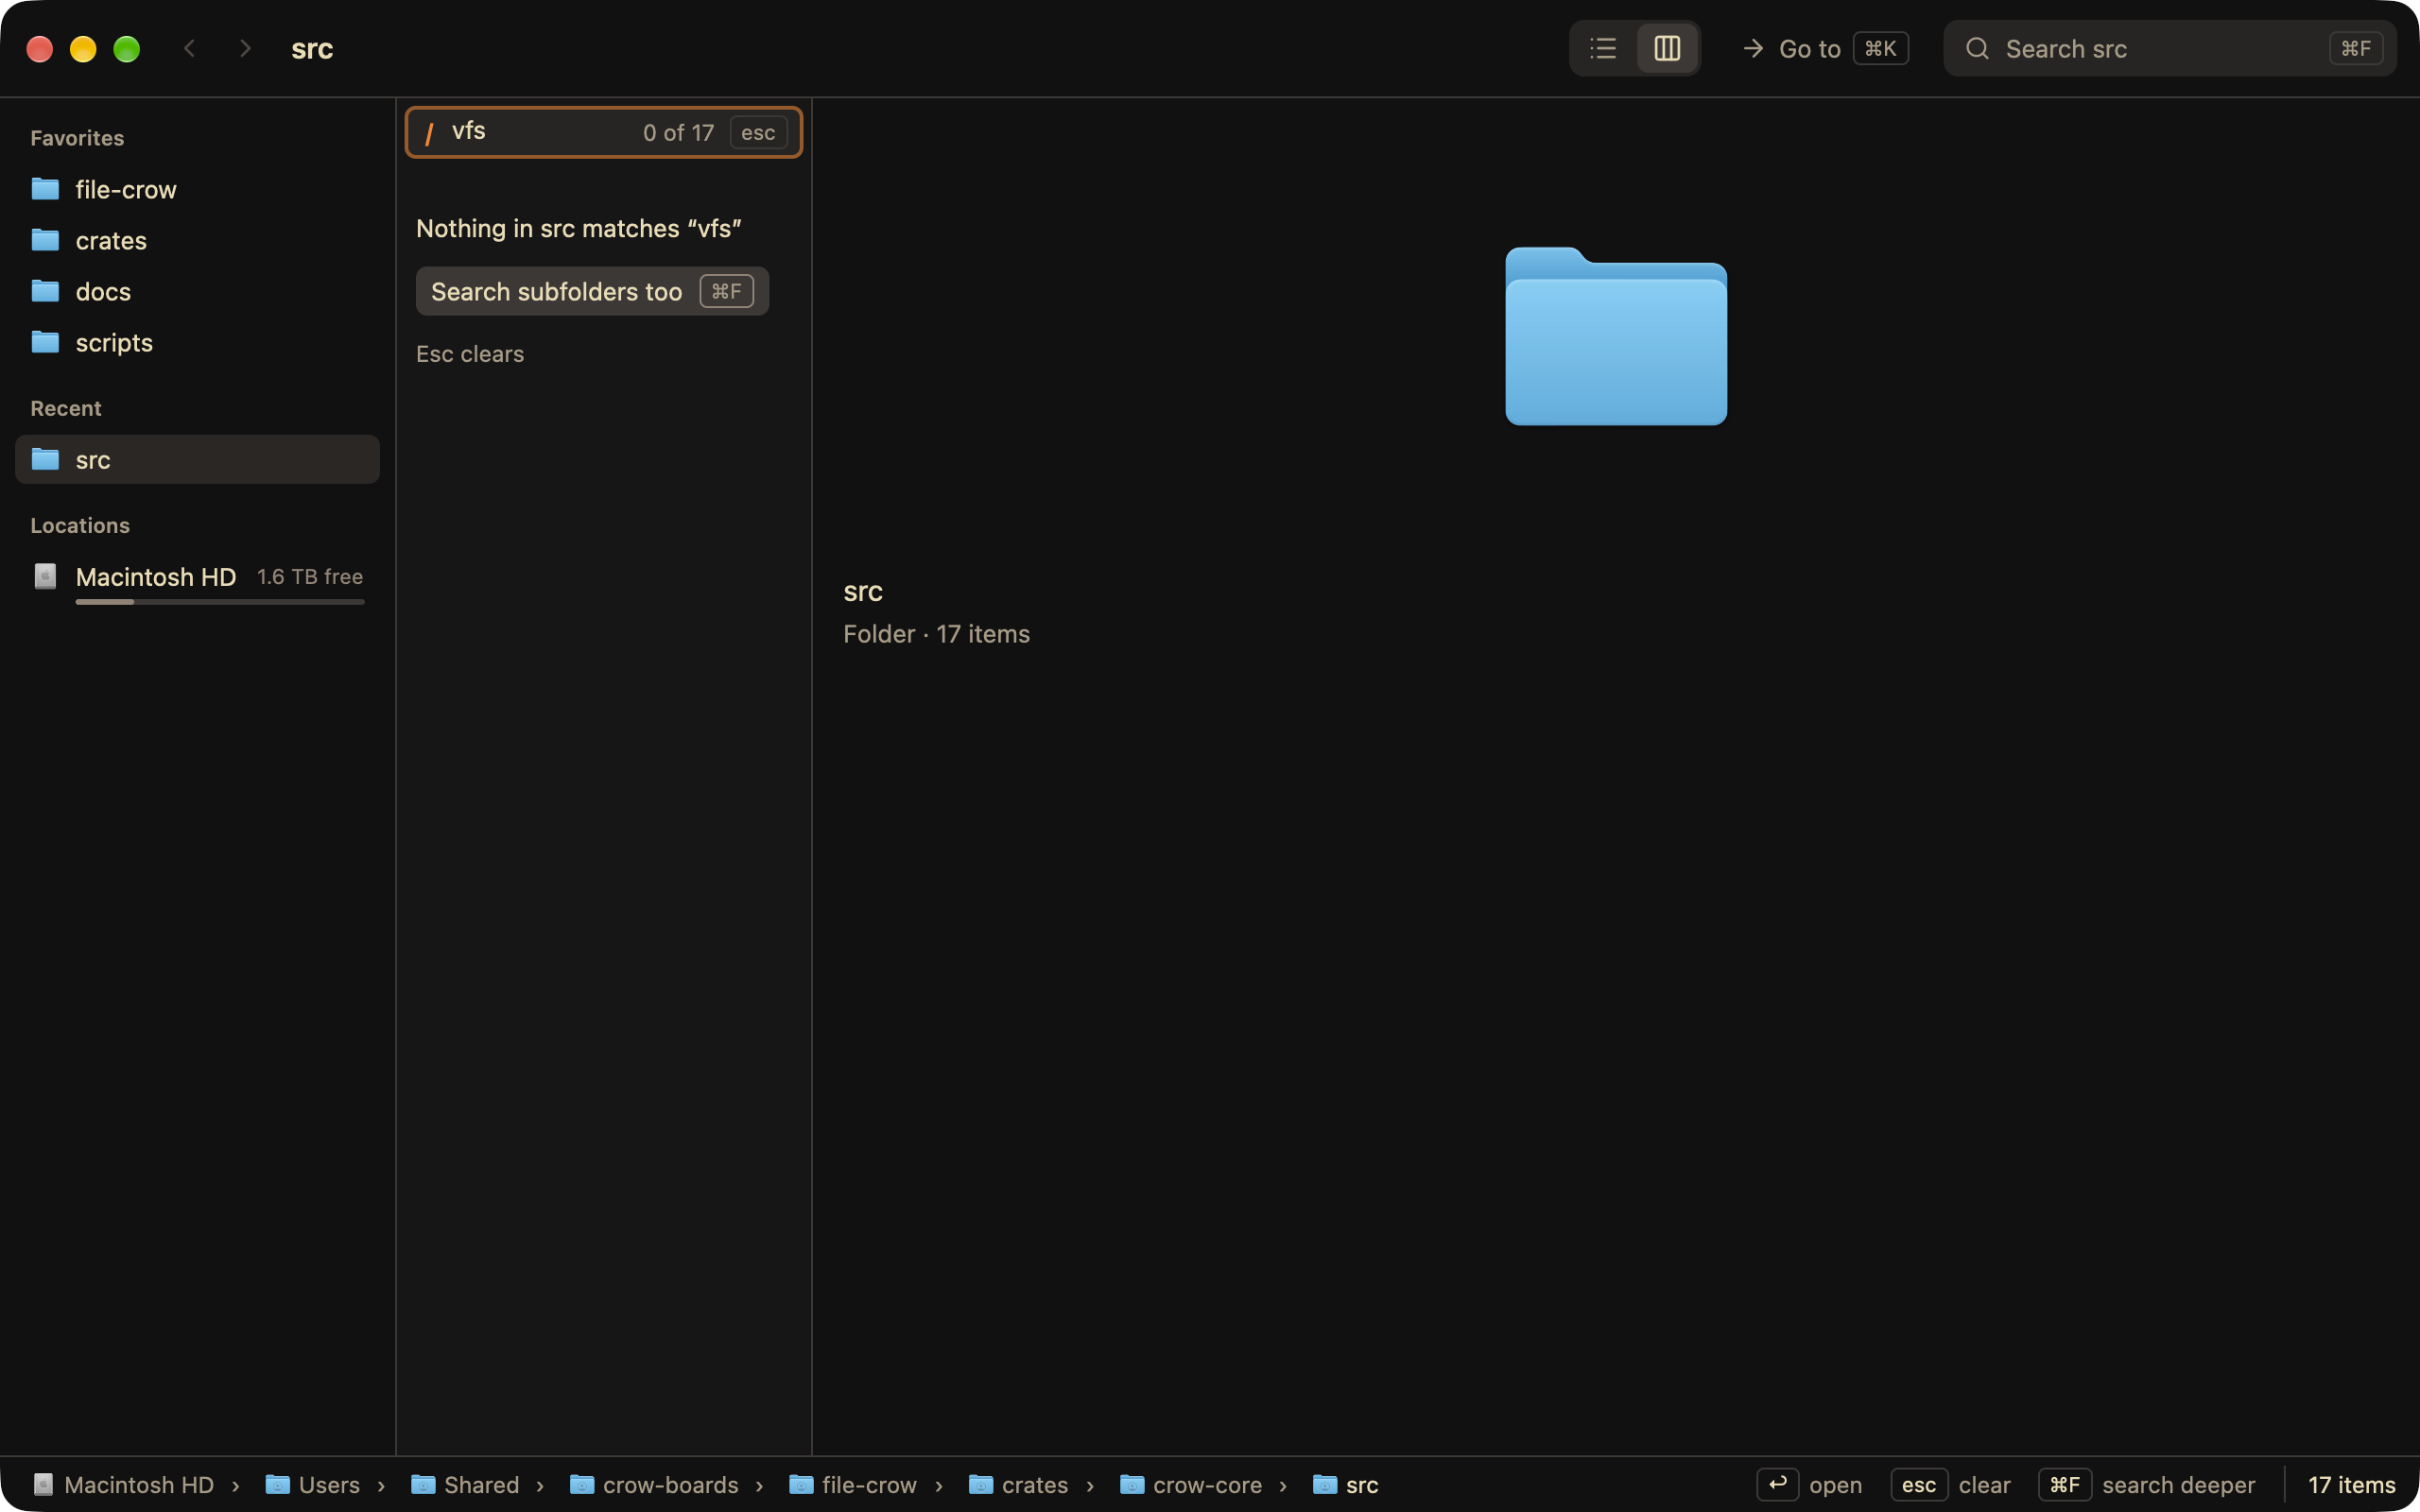 src
Go to ⌘K
Search src ⌘F
Favorites
file-crow
crates
docs
scripts
Recent
src
Locations
Macintosh HD 1.6 TB free
/ vfs 0 of 17 esc
Nothing in src matches “vfs”
Search subfolders too ⌘F
Esc clears
src
Folder · 17 items
Macintosh HD › Users › Shared › crow-boards › file-crow › crates › crow-core › src
↩ open esc clear ⌘F search deeper 17 items